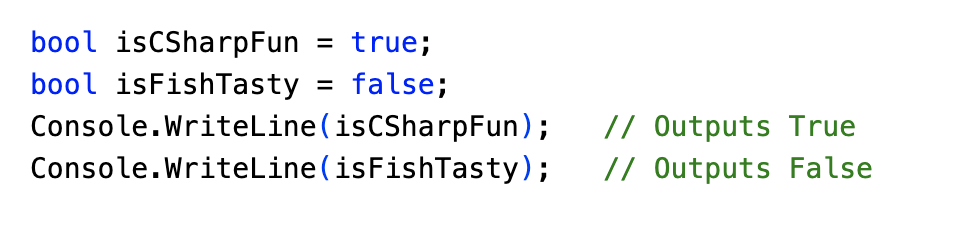 bool isCSharpFun = true;
bool isFishTasty = false;
Console.WriteLine(isCSharpFun);   // Outputs True
Console.WriteLine(isFishTasty);   // Outputs False